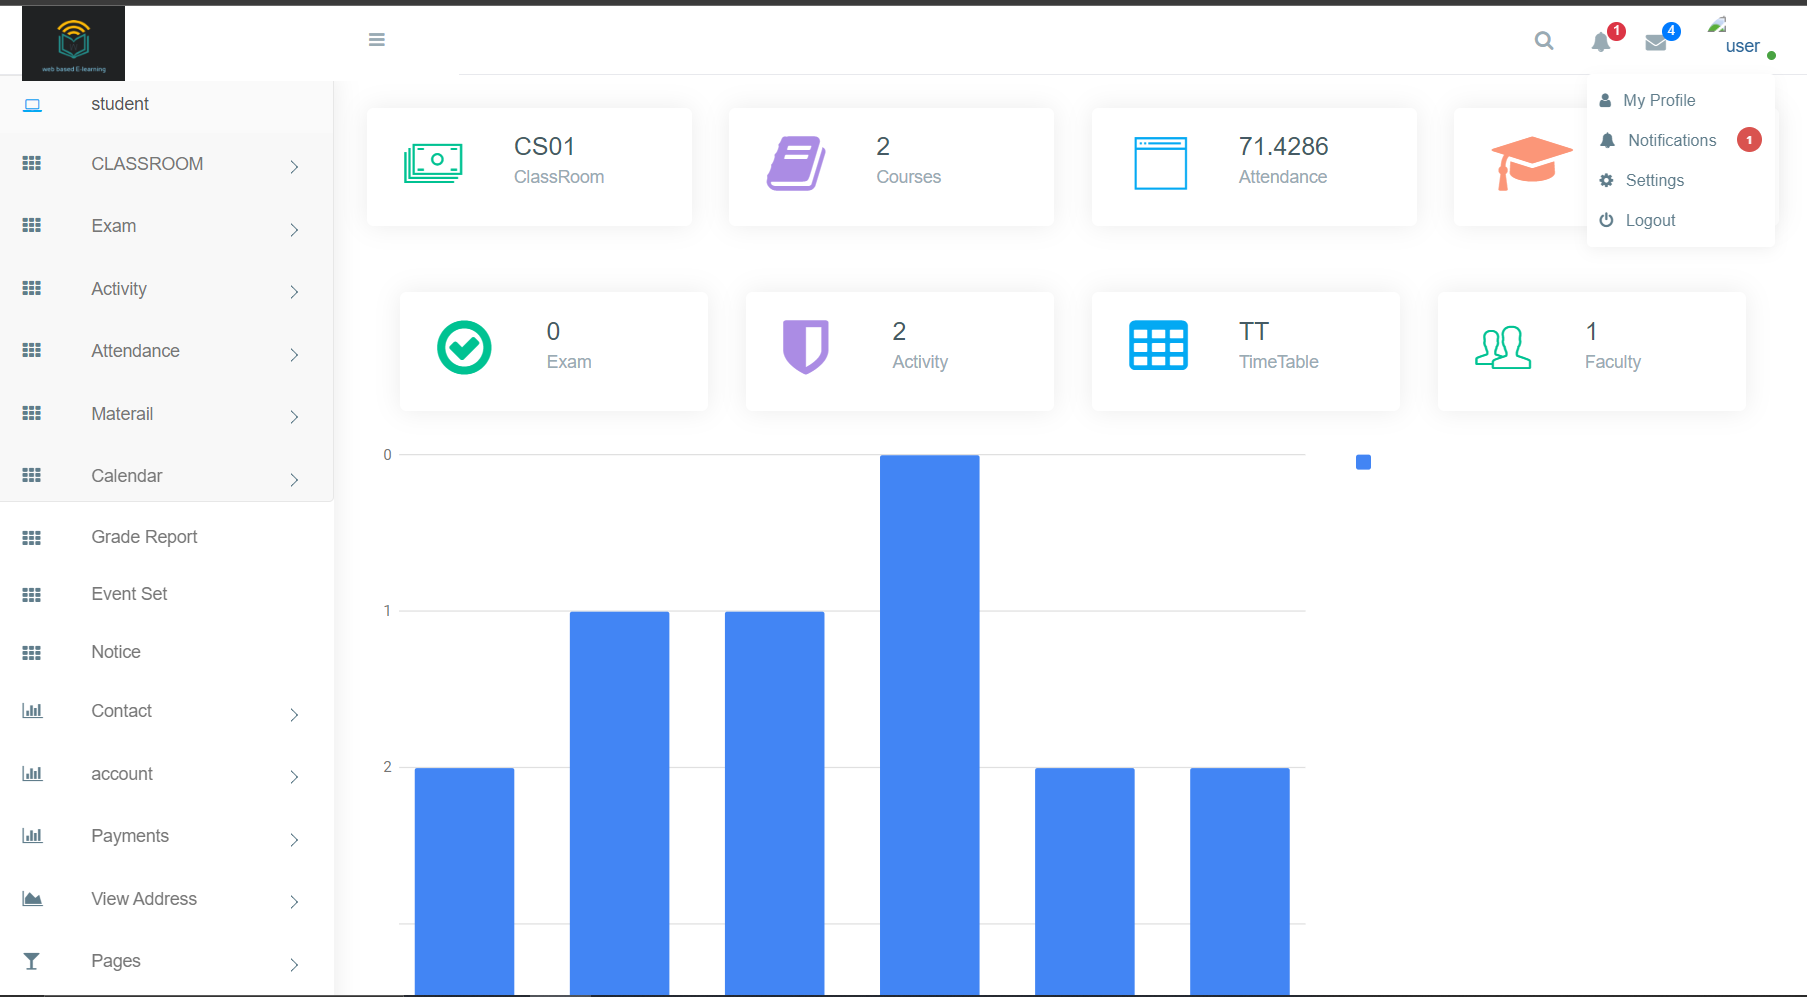 web based E-learning
1
4
user
student
CLASSROOM
Exam
Activity
Attendance
Materail
Calendar
Grade Report
Event Set
Notice
Contact
account
Payments
View Address
Pages
My Profile
Notifications 1
Settings
Logout
CS01
ClassRoom
2
Courses
71.4286
Attendance
0
Exam
2
Activity
TT
TimeTable
1
Faculty
0
1
2